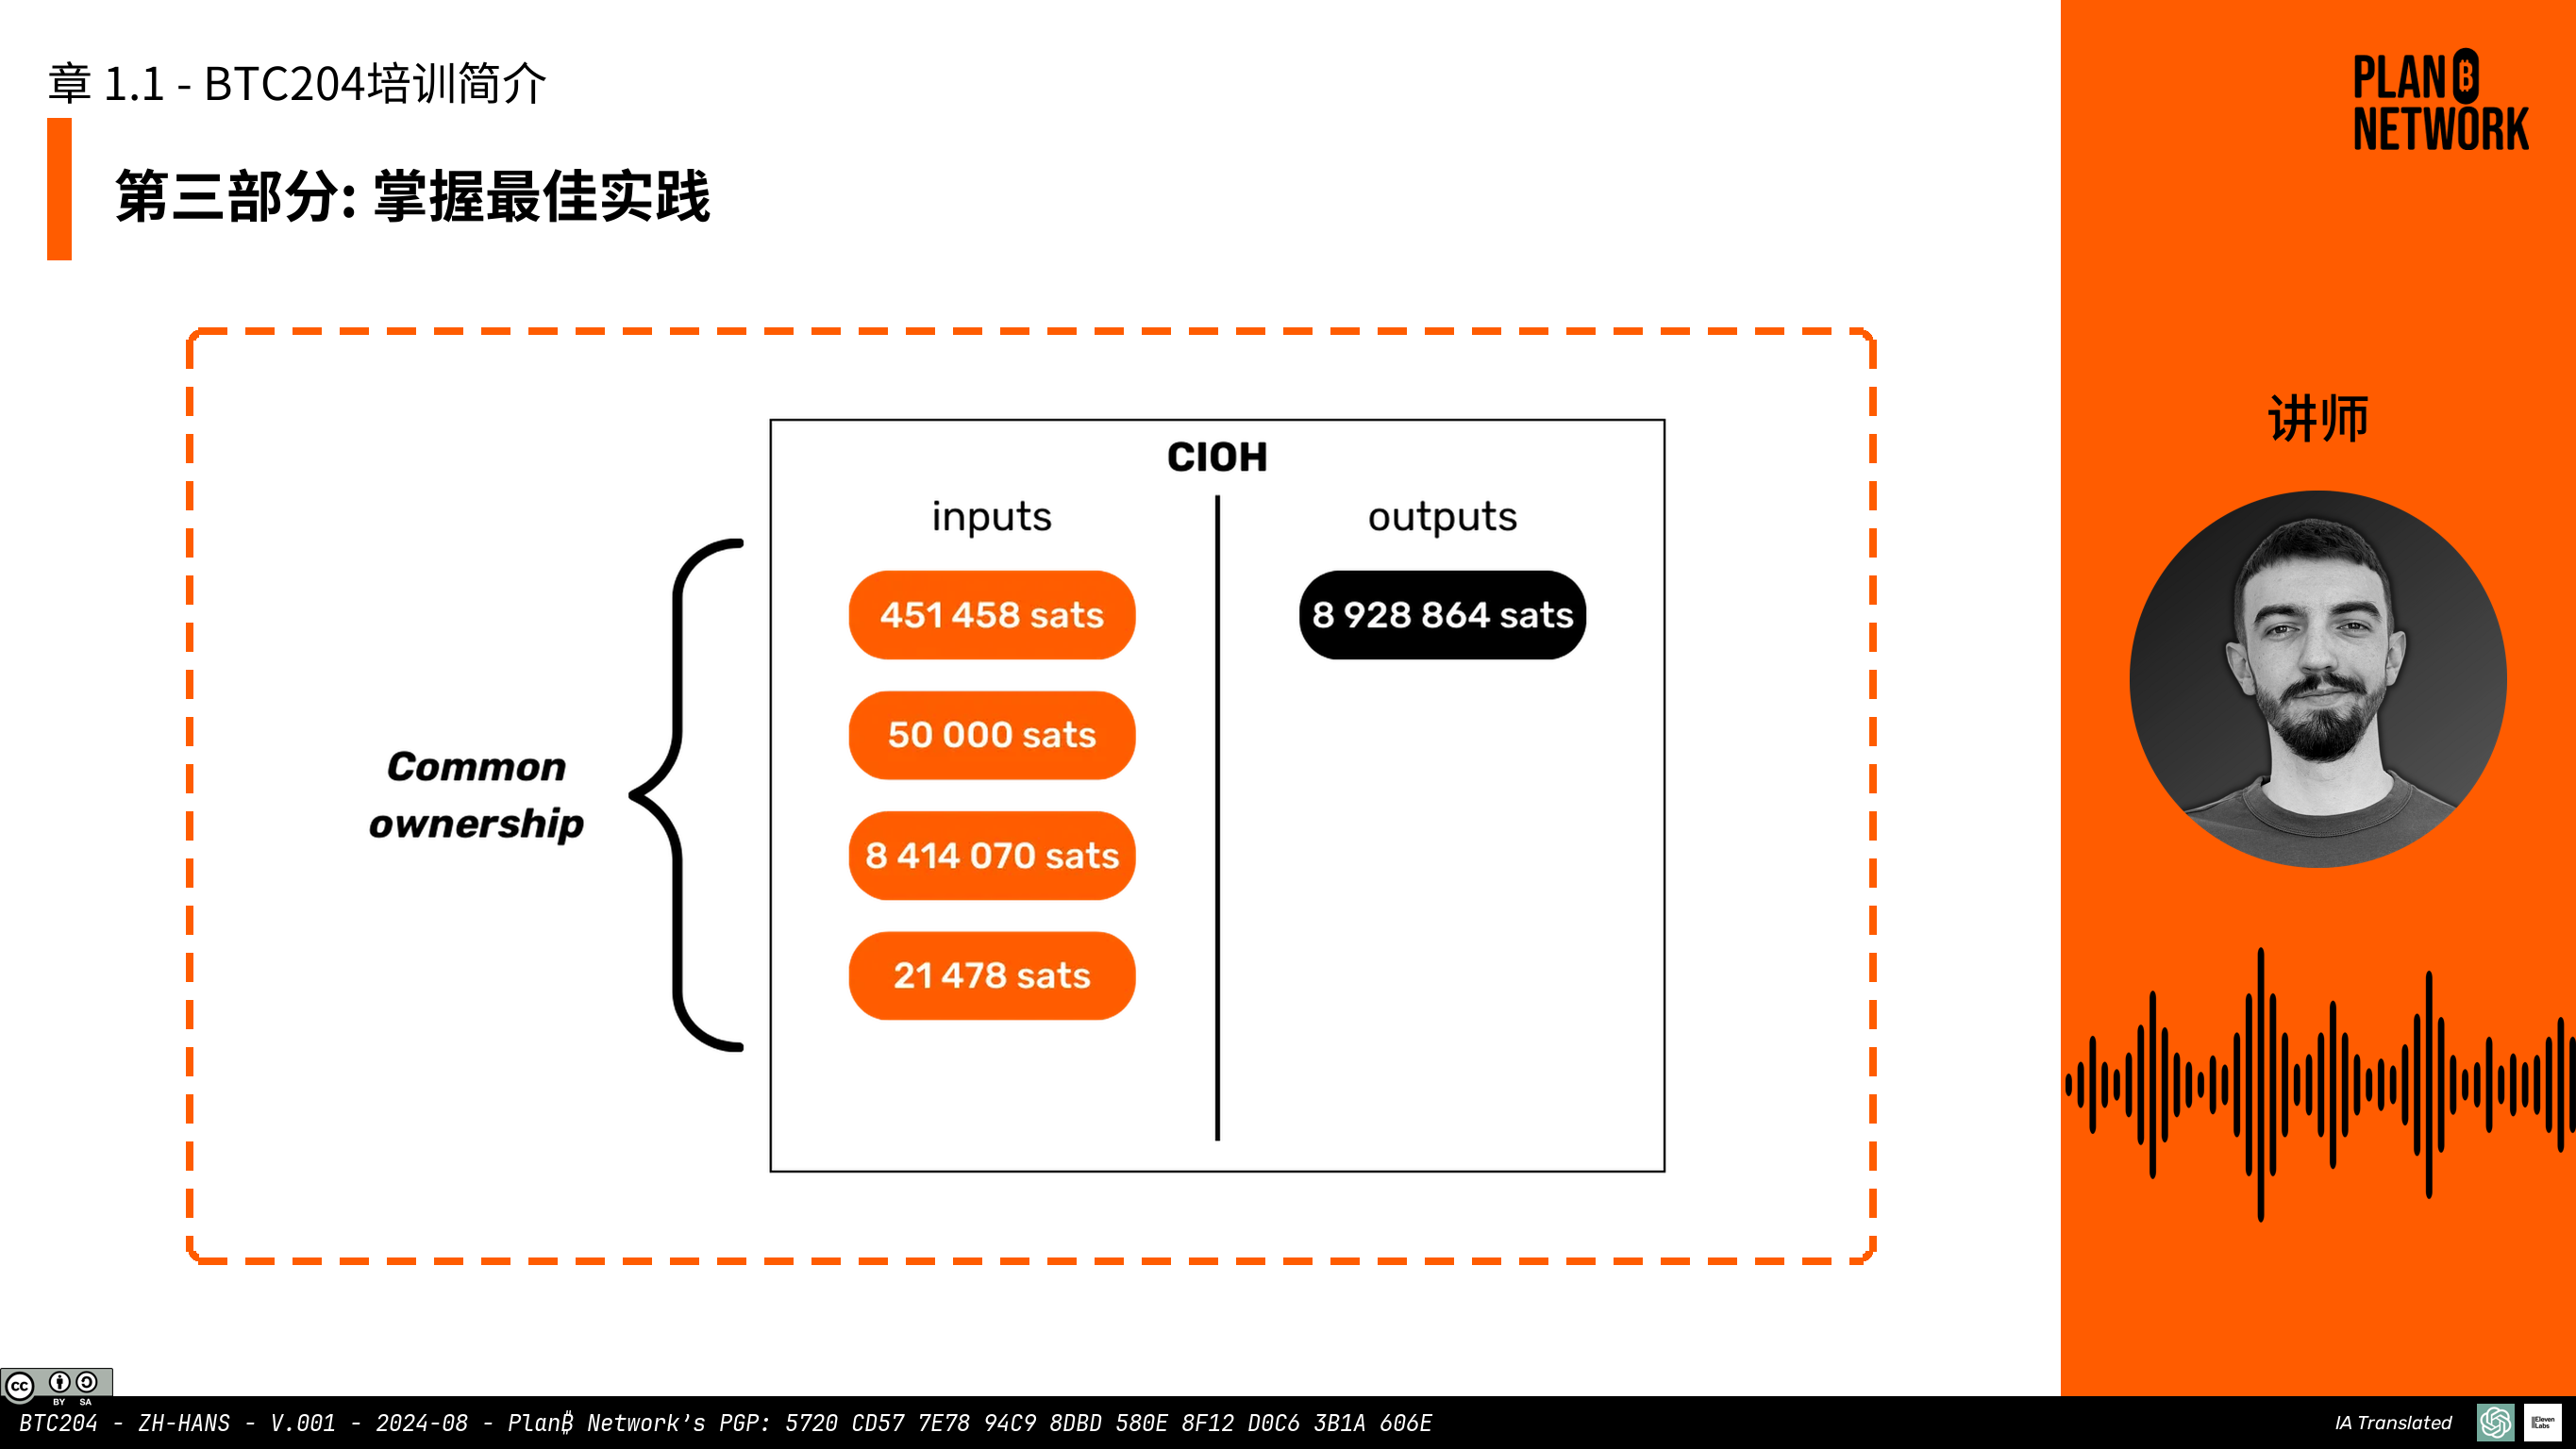 章 1.1 - BTC204培训简介
第三部分: 掌握最佳实践
PLAN ₿
NETWORK
讲师
CIOH
inputs
outputs
451 458 sats
8 928 864 sats
50 000 sats
8 414 070 sats
21 478 sats
Common
ownership
cc
BY SA
BTC204 - ZH-HANS - V.001 - 2024-08 - Plan₿ Network's PGP: 5720 CD57 7E78 94C9 8DBD 580E 8F12 D0C6 3B1A 606E
IA Translated
IIEleven
Labs